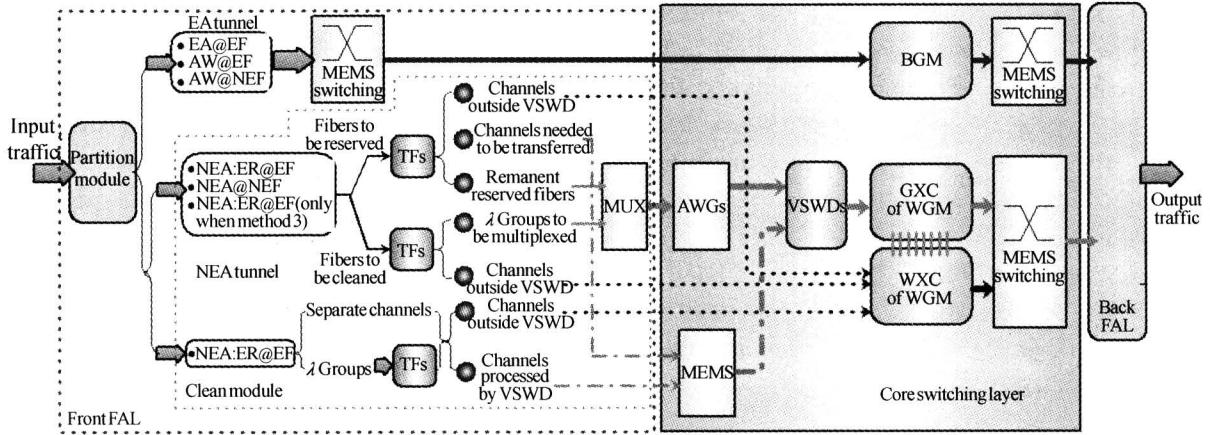 EA tunnel
• EA@EF
• AW@EF
• AW@NEF
MEMS
switching
BGM
MEMS
switching
Input
traffic
Partition
module
Channels
outside VSWD
Fibers to
be reserved
TFs
Channels needed
to be transferred
Remanent
reserved fibers
• NEA:ER@EF
• NEA@NEF
• NEA:ER@EF(only
when method 3)
MUX
AWGs
VSWDs
GXC
of WGM
MEMS
switching
Output
traffic
λ Groups to
be multiplexed
Fibers to
be cleaned
TFs
Channels
outside VSWD
WXC
of WGM
NEA tunnel
Separate channels
Channels
outside VSWD
Back
FAL
• NEA:ER@EF
λ Groups
TFs
Channels
processed
by VSWD
MEMS
Clean module
Core switching layer
Front FAL